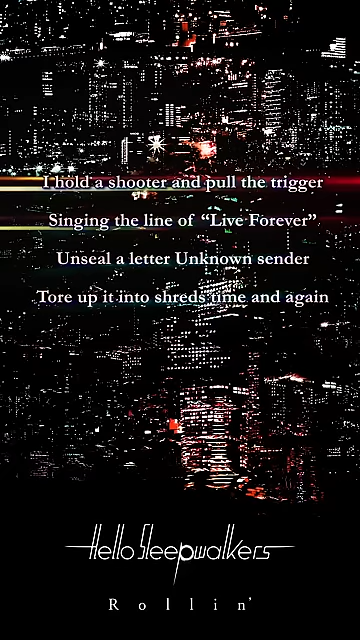 I hold a shooter and pull the trigger
Singing the line of “Live Forever”
Unseal a letter Unknown sender
Tore up it into shreds time and again
Hello Sleepwalkers
Rollin’